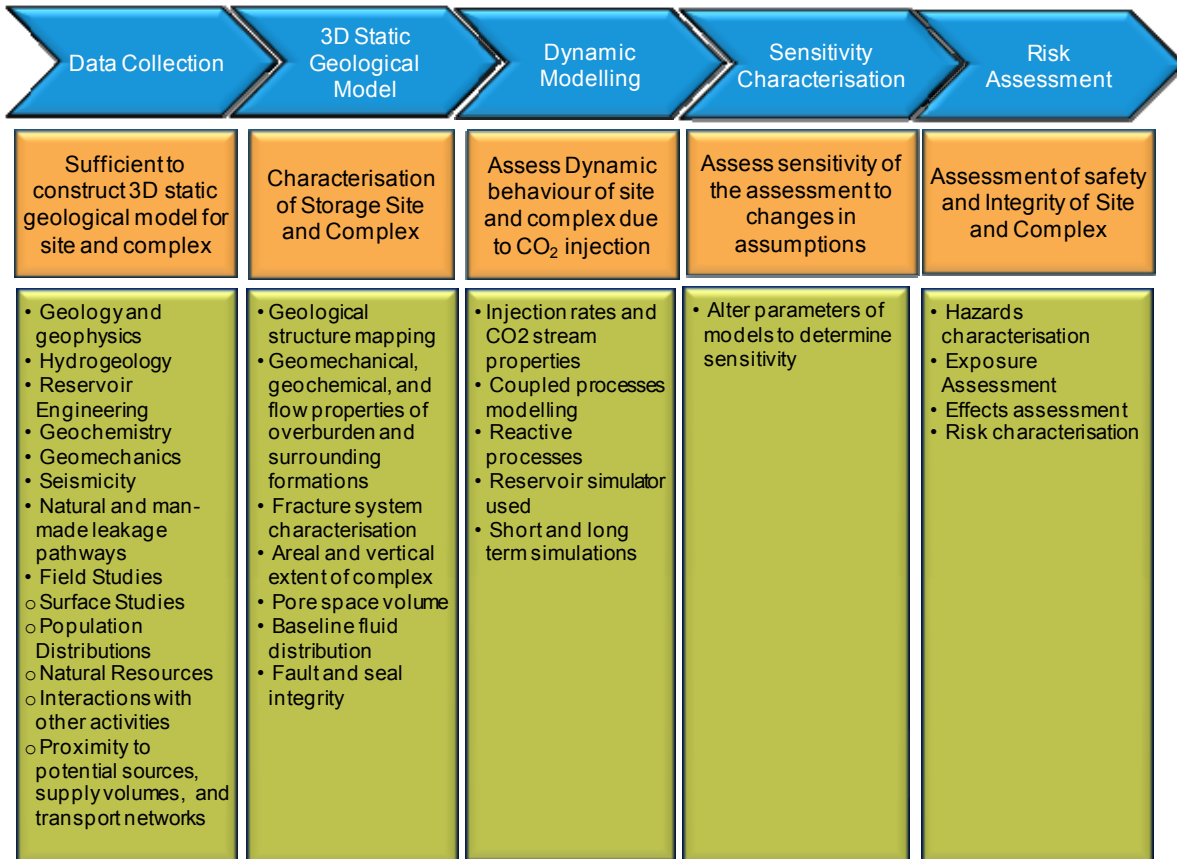 Data Collection
3D Static
Geological
Model
Dynamic
Modelling
Sensitivity
Characterisation
Risk
Assessment
Sufficient to
construct 3D static
geological model for
site and complex
Characterisation
of Storage Site
and Complex
Assess Dynamic
behaviour of site
and complex due
to CO₂ injection
Assess sensitivity of
the assessment to
changes in
assumptions
Assessment of safety
and Integrity of Site
and Complex
• Geology and
geophysics
• Hydrogeology
• Reservoir
Engineering
• Geochemistry
• Geomechanics
• Seismicity
• Natural and man-
made leakage
pathways
• Field Studies
o Surface Studies
o Population
Distributions
o Natural Resources
o Interactions with
other activities
o Proximity to
potential sources,
supply volumes, and
transport networks
• Geological
structure mapping
• Geomechanical,
geochemical, and
flow properties of
overburden and
surrounding
formations
• Fracture system
characterisation
• Areal and vertical
extent of complex
• Pore space volume
• Baseline fluid
distribution
• Fault and seal
integrity
• Injection rates and
CO2 stream
properties
• Coupled processes
modelling
• Reactive
processes
• Reservoir simulator
used
• Short and long
term simulations
• Alter parameters of
models to determine
sensitivity
• Hazards
characterisation
• Exposure
Assessment
• Effects assessment
• Risk characterisation